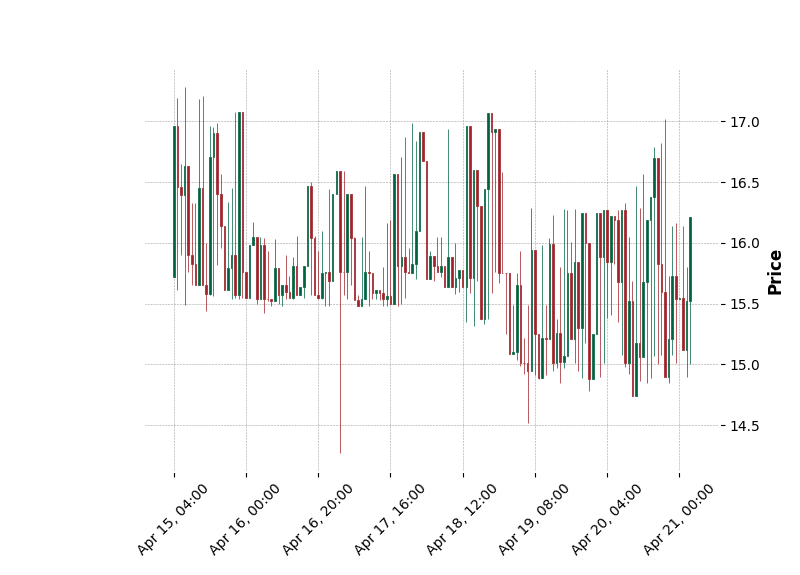 17.0
16.5
16.0
15.5
15.0
14.5
Price
Apr 15, 04:00
Apr 16, 00:00
Apr 16, 20:00
Apr 17, 16:00
Apr 18, 12:00
Apr 19, 08:00
Apr 20, 04:00
Apr 21, 00:00